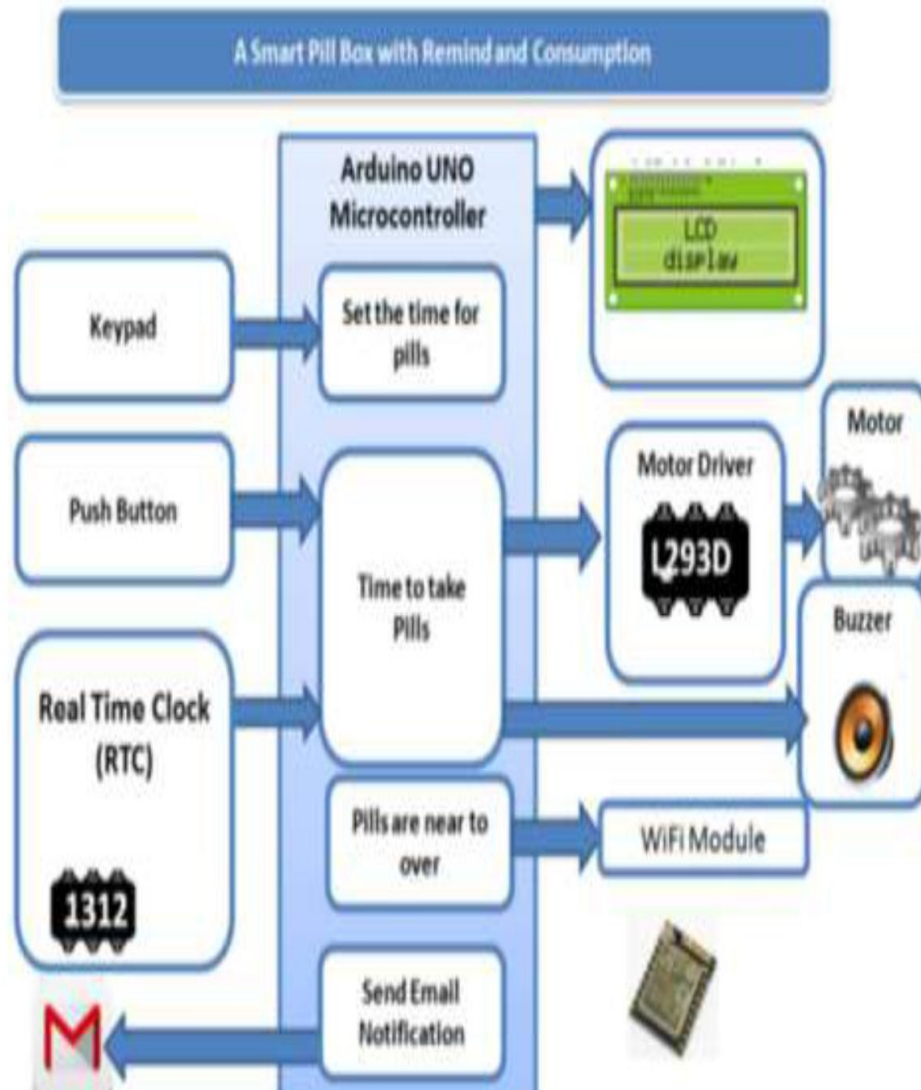 A Smart Pill Box with Remind and Consumption
Arduino UNO
Microcontroller
LCD
display
Keypad
Set the time for
pills
Motor
Motor Driver
L293D
Push Button
Time to take
Pills
Buzzer
Real Time Clock
(RTC)
1312
Pills are near to
over
WiFi Module
Send Email
Notification